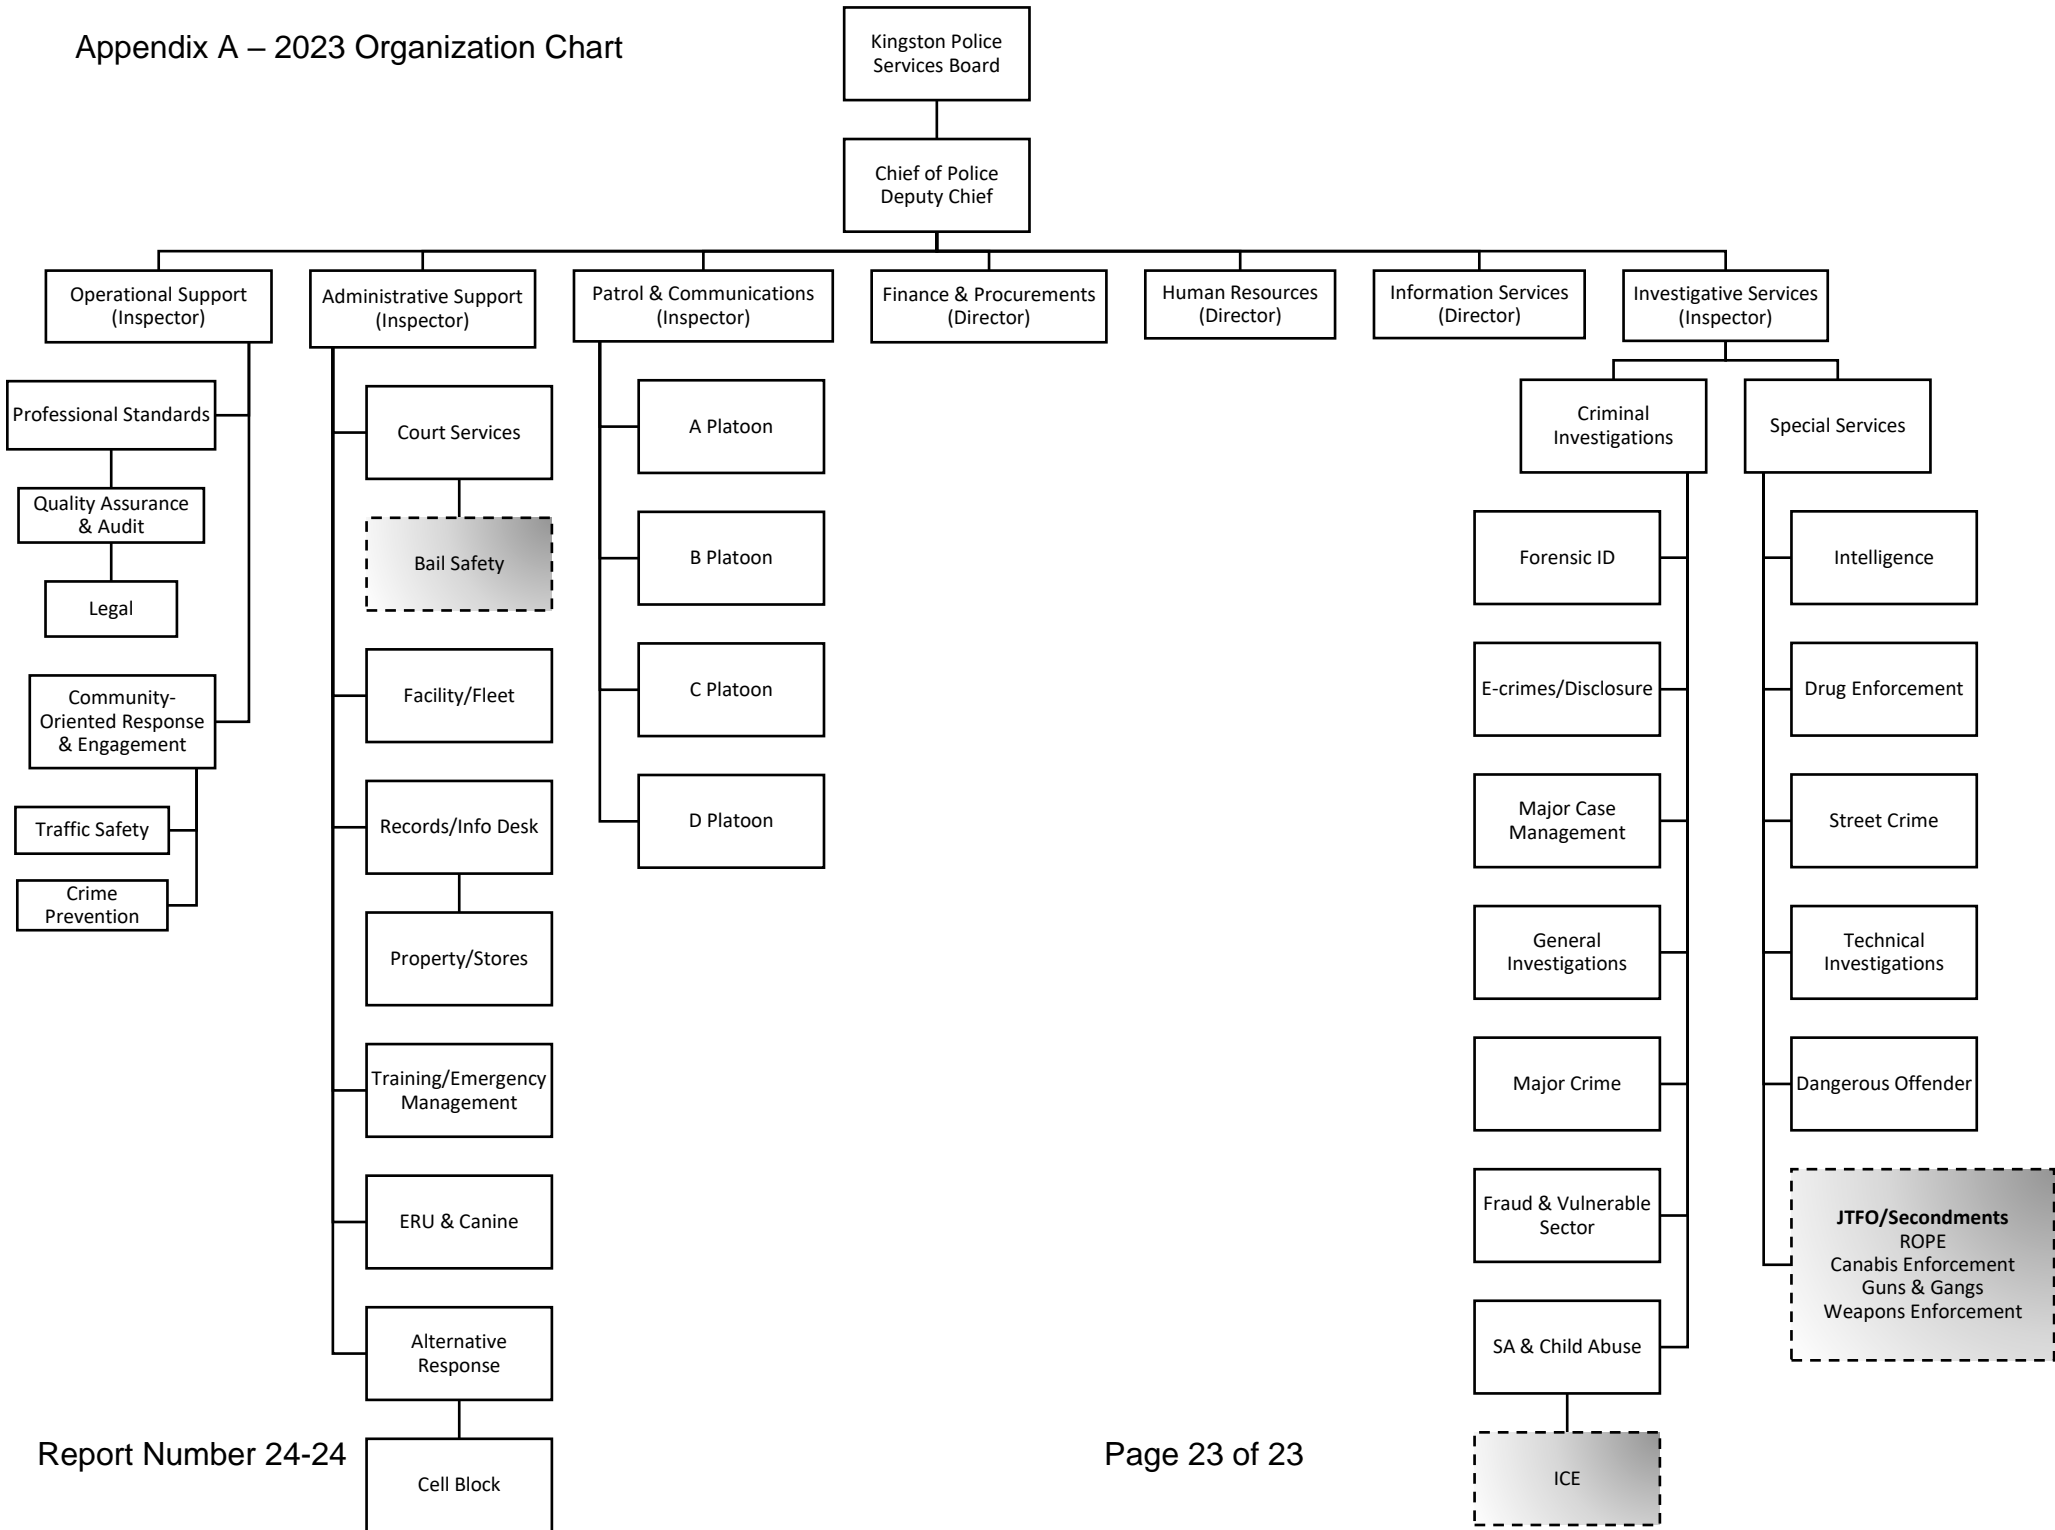 Appendix A – 2023 Organization Chart
Kingston Police
Services Board
Chief of Police
Deputy Chief
Operational Support
(Inspector)
Administrative Support
(Inspector)
Patrol & Communications
(Inspector)
Finance & Procurements
(Director)
Human Resources
(Director)
Information Services
(Director)
Investigative Services
(Inspector)
Professional Standards
Quality Assurance
& Audit
Legal
Community-
Oriented Response
& Engagement
Traffic Safety
Crime
Prevention
Court Services
Bail Safety
Facility/Fleet
Records/Info Desk
Property/Stores
Training/Emergency
Management
ERU & Canine
Alternative
Response
Cell Block
A Platoon
B Platoon
C Platoon
D Platoon
Criminal
Investigations
Forensic ID
E-crimes/Disclosure
Major Case
Management
General
Investigations
Major Crime
Fraud & Vulnerable
Sector
SA & Child Abuse
ICE
Special Services
Intelligence
Drug Enforcement
Street Crime
Technical
Investigations
Dangerous Offender
JTFO/Secondments
ROPE
Canabis Enforcement
Guns & Gangs
Weapons Enforcement
Report Number 24-24
Page 23 of 23